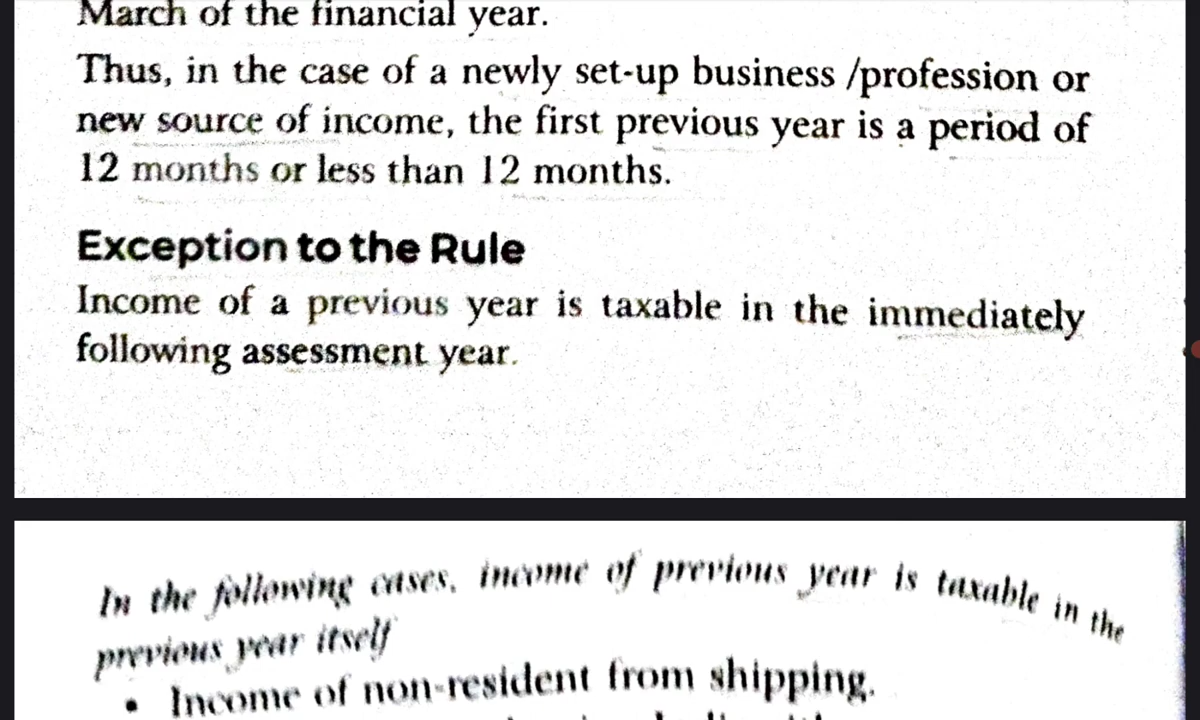 March of the financial year.
Thus, in the case of a newly set-up business /profession or
new source of income, the first previous year is a period of
12 months or less than 12 months.
Exception to the Rule
Income of a previous year is taxable in the immediately
following assessment year.
In the following cases, income of previous year is taxable in the
previous year itself
• Income of non-resident from shipping.